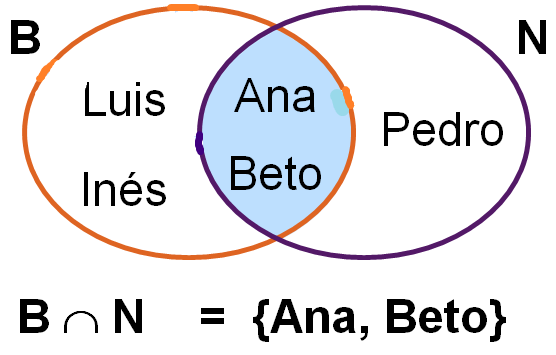 B N
Luis Ana
Pedro
Inés Beto
B ∩ N = {Ana, Beto}